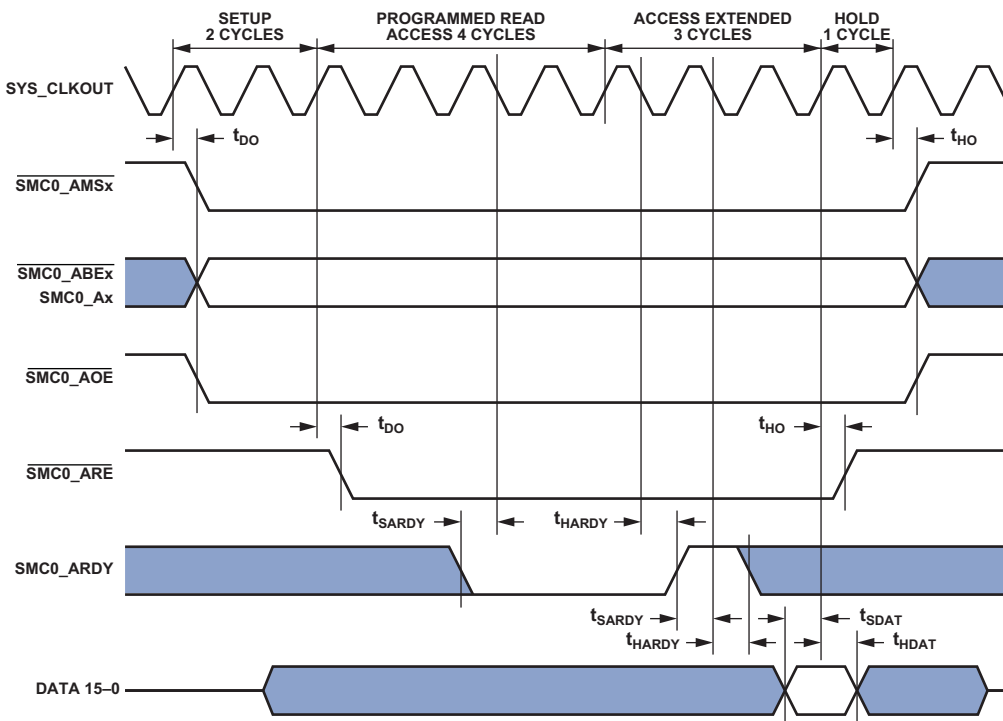 SETUP
2 CYCLES
PROGRAMMED READ
ACCESS 4 CYCLES
ACCESS EXTENDED
3 CYCLES
HOLD
1 CYCLE
SYS_CLKOUT
tDO
tHO
SMC0_AMSx
SMC0_ABEx
SMC0_Ax
SMC0_AOE
tDO
tHO
SMC0_ARE
tSARDY
tHARDY
SMC0_ARDY
tSARDY
tSDAT
tHARDY
tHDAT
DATA 15–0